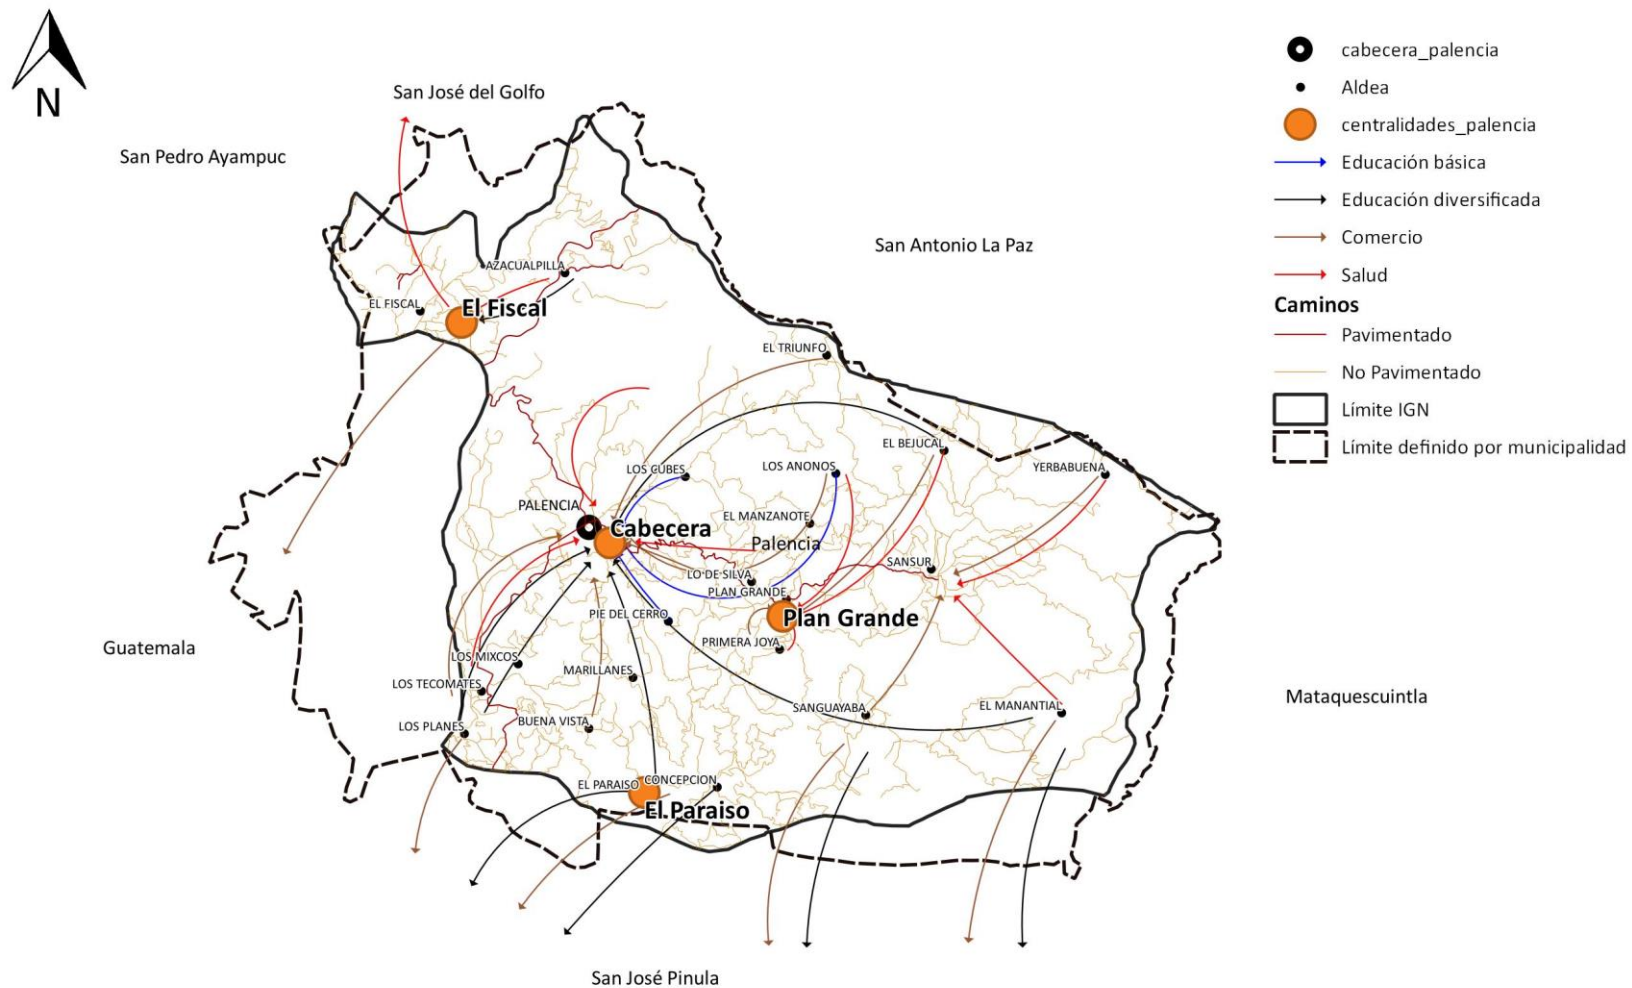 N
San José del Golfo
San Pedro Ayampuc
San Antonio La Paz
AZACUALPILLA
EL FISCAL
El Fiscal
EL TRIUNFO
EL BEJUCAL
LOS CUBES
LOS ANONOS
YERBABUENA
PALENCIA
EL MANZANOTE
Cabecera
Palencia
SANSUR
LO DE SILVA
PLAN GRANDE
PIE DEL CERRO
Plan Grande
PRIMERA JOYA
Guatemala
LOS MIXCOS
MARILLANES
LOS TECOMATES
Mataquescuintla
SANGUAYABA
EL MANANTIAL
LOS PLANES
BUENA VISTA
EL PARAISO
CONCEPCION
El Paraiso
San José Pinula
cabecera_palencia
Aldea
centralidades_palencia
Educación básica
Educación diversificada
Comercio
Salud
Caminos
Pavimentado
No Pavimentado
Límite IGN
Límite definido por municipalidad